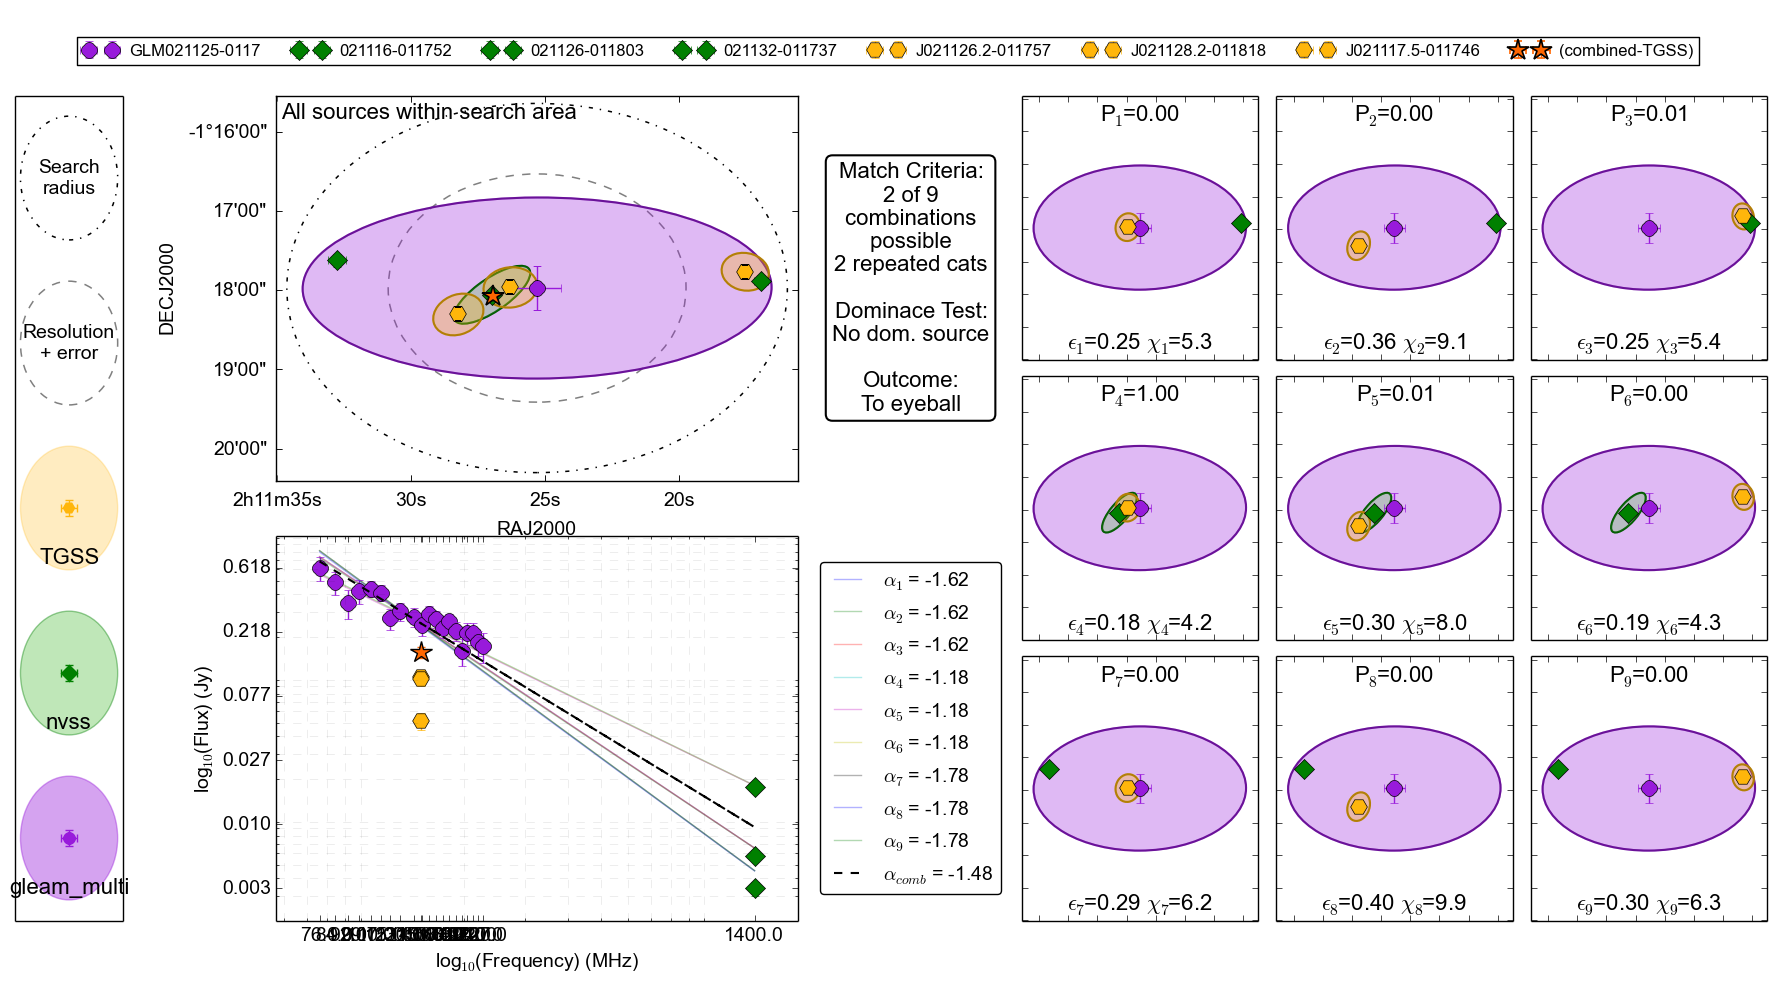 GLM021125-0117 021116-011752 021126-011803 021132-011737 J021126.2-011757 J021128.2-011818 J021117.5-011746 (combined-TGSS)
Search
radius
Resolution
+ error
TGSS
nvss
gleam_multi
All sources within search area
DECJ2000
-1°16'00"
17'00"
18'00"
19'00"
20'00"
2h11m35s 30s 25s 20s
RAJ2000
Match Criteria:
2 of 9
combinations
possible
2 repeated cats
Dominace Test:
No dom. source
Outcome:
To eyeball
log10(Flux) (Jy)
0.618
0.218
0.077
0.027
0.010
0.003
1400.0
log10(Frequency) (MHz)
α1 = -1.62
α2 = -1.62
α3 = -1.62
α4 = -1.18
α5 = -1.18
α6 = -1.18
α7 = -1.78
α8 = -1.78
α9 = -1.78
αcomb = -1.48
P1=0.00
ϵ1=0.25 χ1=5.3
P2=0.00
ϵ2=0.36 χ2=9.1
P3=0.01
ϵ3=0.25 χ3=5.4
P4=1.00
ϵ4=0.18 χ4=4.2
P5=0.01
ϵ5=0.30 χ5=8.0
P6=0.00
ϵ6=0.19 χ6=4.3
P7=0.00
ϵ7=0.29 χ7=6.2
P8=0.00
ϵ8=0.40 χ8=9.9
P9=0.00
ϵ9=0.30 χ9=6.3